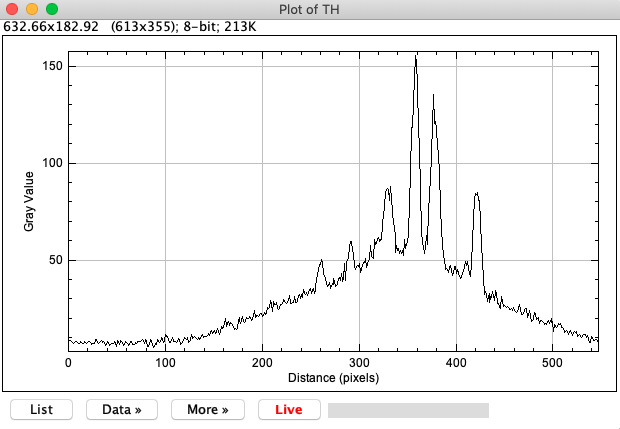 Plot of TH
632.66x182.92 (613x355); 8-bit; 213K
150
100
50
Gray Value
0 100 200 300 400 500
Distance (pixels)
List Data » More » Live